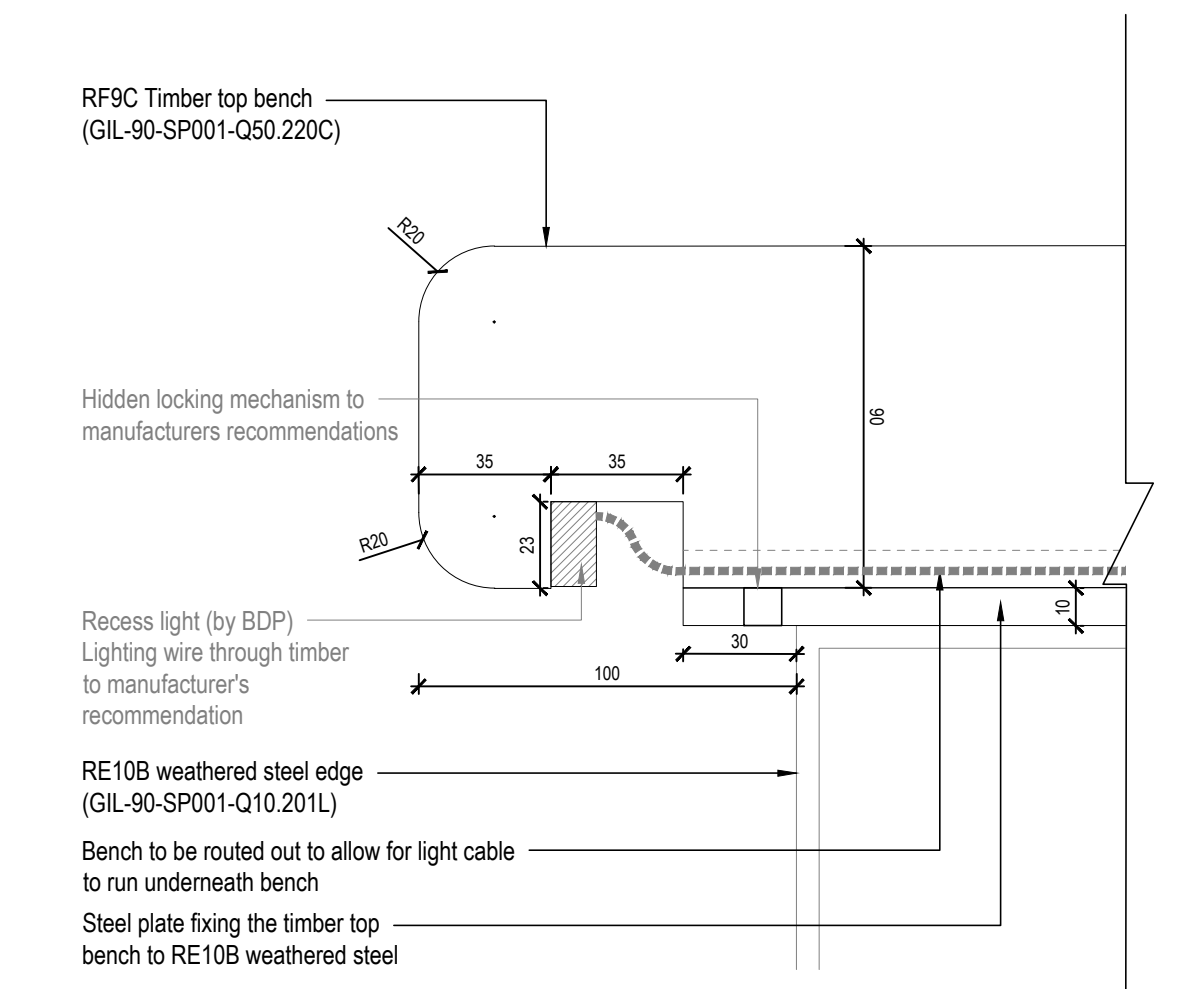 RF9C Timber top bench
(GIL-90-SP001-Q50.220C)
R20
Hidden locking mechanism to
manufacturers recommendations
90
35
35
23
R20
10
Recess light (by BDP)
Lighting wire through timber
to manufacturer's
recommendation
30
100
RE10B weathered steel edge
(GIL-90-SP001-Q10.201L)
Bench to be routed out to allow for light cable
to run underneath bench
Steel plate fixing the timber top
bench to RE10B weathered steel